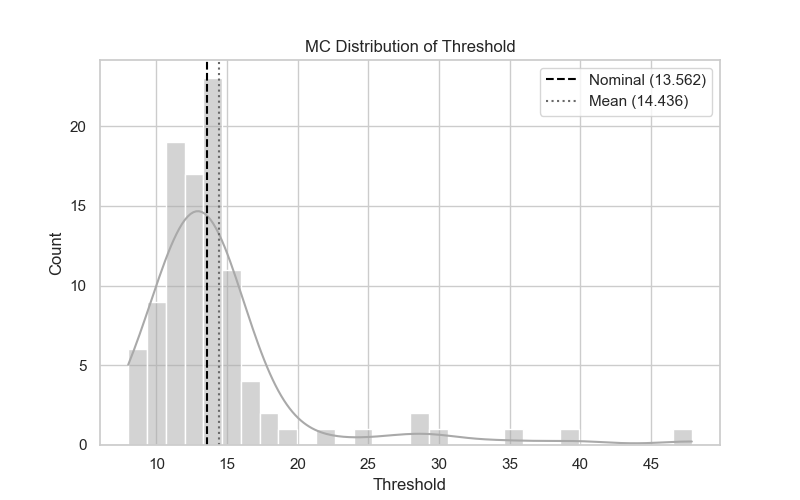 MC Distribution of Threshold
Nominal (13.562)
Mean (14.436)
20
15
10
5
0
Count
10 15 20 25 30 35 40 45
Threshold